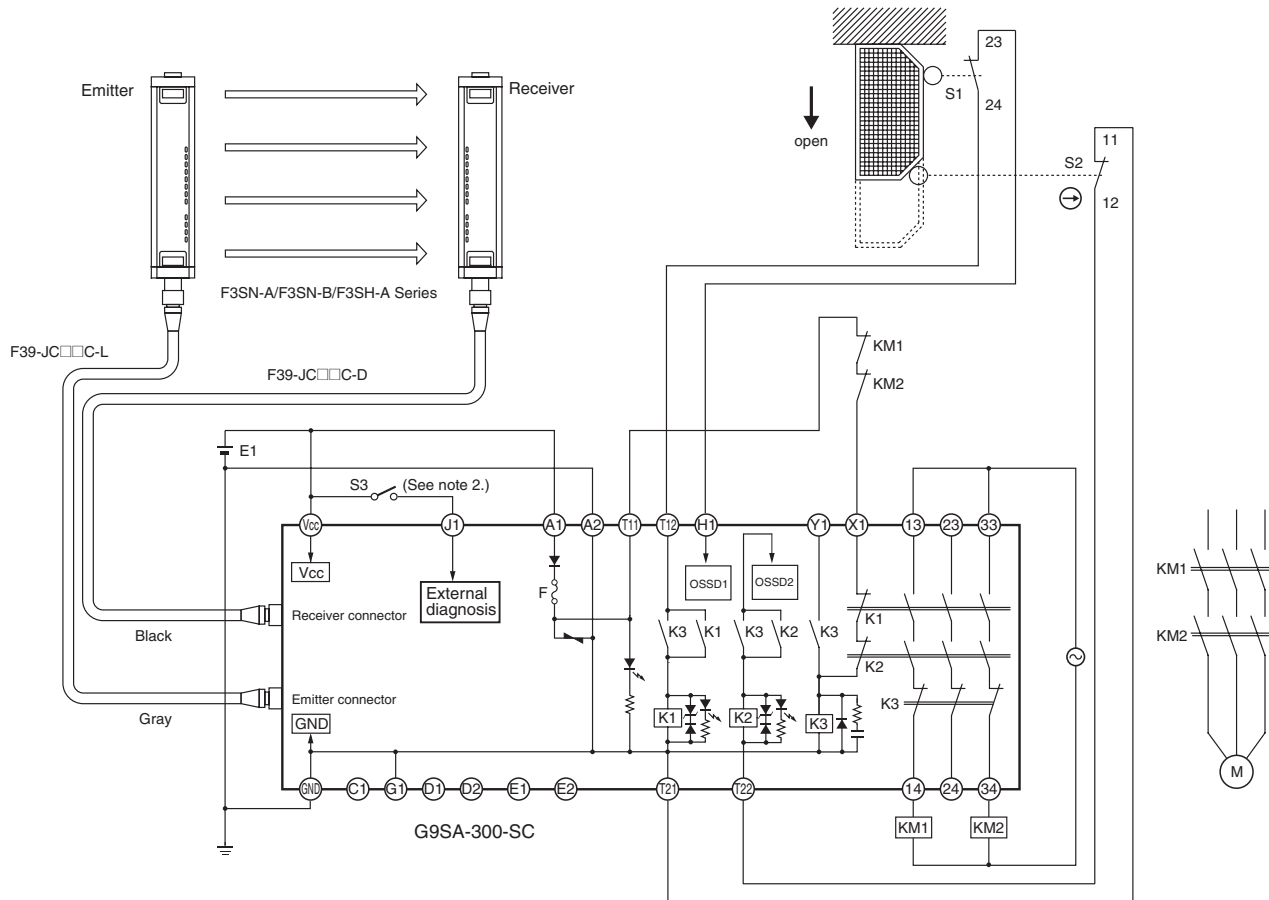 Emitter
Receiver
23
S1
24
open
11
S2
12
F3SN-A/F3SN-B/F3SH-A Series
F39-JC□□C-L
F39-JC□□C-D
KM1
KM2
E1
S3 (See note 2.)
Vcc
J1
A1
A2
T11
T12
H1
Y1
X1
13
23
33
Vcc
External
diagnosis
F
OSSD1
OSSD2
Receiver connector
K3
K1
K3
K2
K3
K1
K2
Black
Emitter connector
K3
Gray
GND
K1
K2
K3
GND
C1
G1
D1
D2
E1
E2
T21
T22
14
24
34
G9SA-300-SC
KM1
KM2
KM1
KM2
M